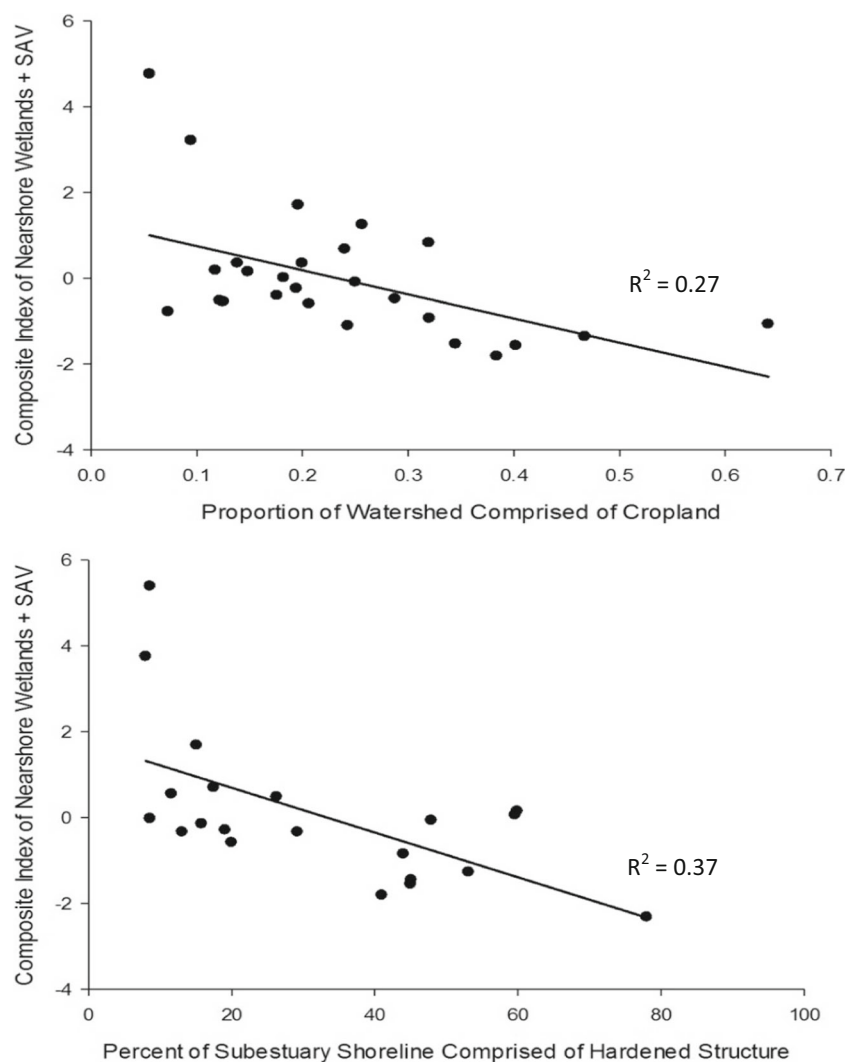 Composite Index of Nearshore Wetlands + SAV
6
4
2
0
-2
-4
R² = 0.27
0.0 0.1 0.2 0.3 0.4 0.5 0.6 0.7
Proportion of Watershed Comprised of Cropland
Composite Index of Nearshore Wetlands + SAV
6
4
2
0
-2
-4
R² = 0.37
0 20 40 60 80 100
Percent of Subestuary Shoreline Comprised of Hardened Structure